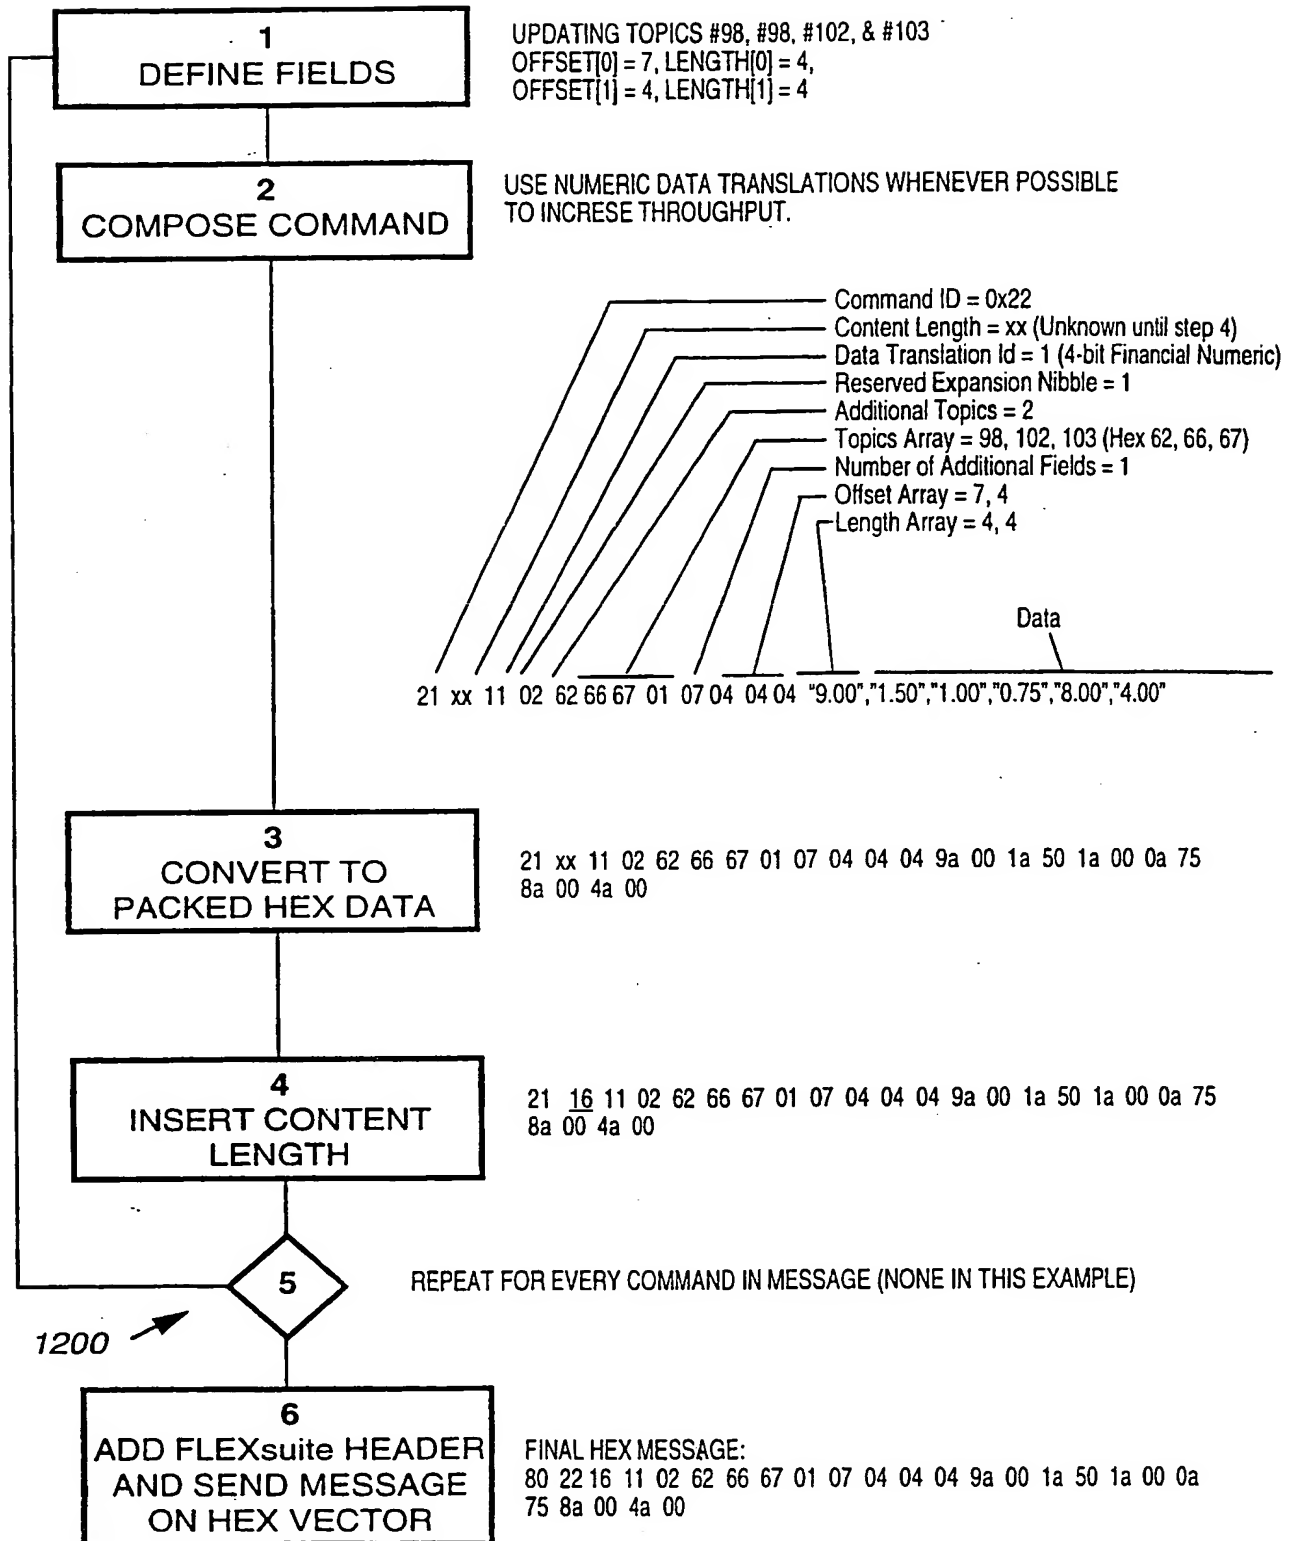 1
DEFINE FIELDS
UPDATING TOPICS #98, #98, #102, & #103
OFFSET[0] = 7, LENGTH[0] = 4,
OFFSET[1] = 4, LENGTH[1] = 4
2
COMPOSE COMMAND
USE NUMERIC DATA TRANSLATIONS WHENEVER POSSIBLE
TO INCRESE THROUGHPUT.
Command ID = 0x22
Content Length = xx (Unknown until step 4)
Data Translation Id = 1 (4-bit Financial Numeric)
Reserved Expansion Nibble = 1
Additional Topics = 2
Topics Array = 98, 102, 103 (Hex 62, 66, 67)
Number of Additional Fields = 1
Offset Array = 7, 4
Length Array = 4, 4
Data
21 xx 11 02 62 66 67 01 07 04 04 04 "9.00","1.50","1.00","0.75","8.00","4.00"
3
CONVERT TO
PACKED HEX DATA
21 xx 11 02 62 66 67 01 07 04 04 04 9a 00 1a 50 1a 00 0a 75
8a 00 4a 00
4
INSERT CONTENT
LENGTH
21 16 11 02 62 66 67 01 07 04 04 04 9a 00 1a 50 1a 00 0a 75
8a 00 4a 00
5
REPEAT FOR EVERY COMMAND IN MESSAGE (NONE IN THIS EXAMPLE)
1200
6
ADD FLEXsuite HEADER
AND SEND MESSAGE
ON HEX VECTOR
FINAL HEX MESSAGE:
80 22 16 11 02 62 66 67 01 07 04 04 04 9a 00 1a 50 1a 00 0a
75 8a 00 4a 00